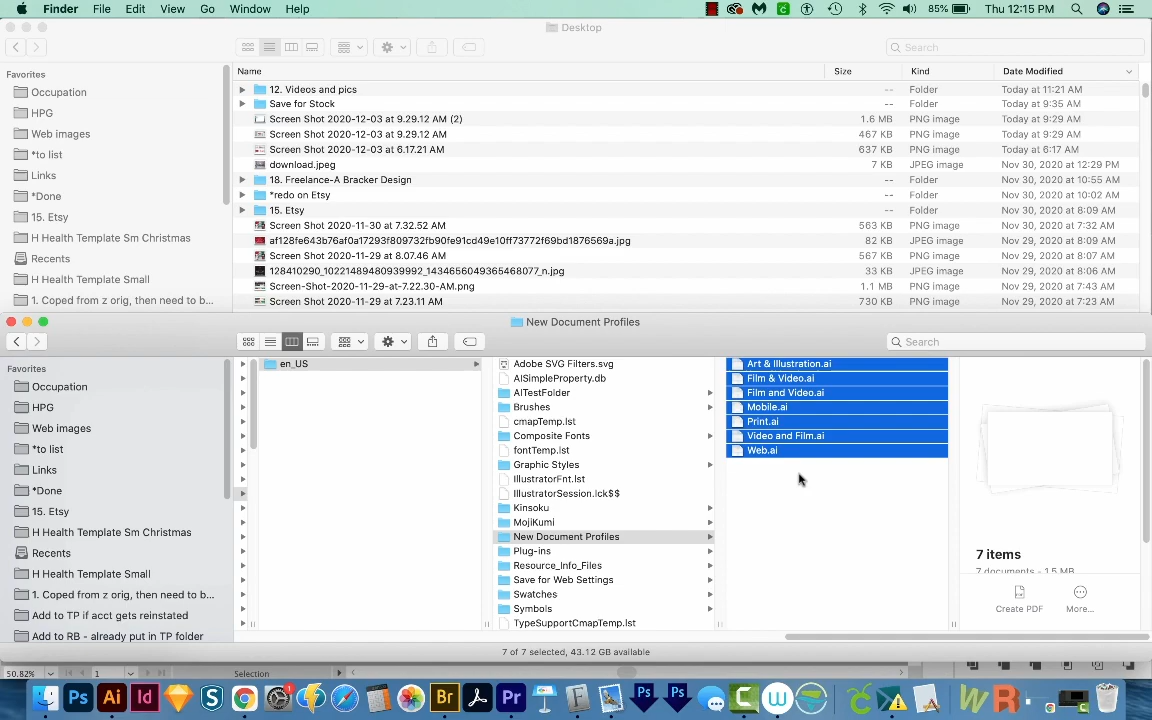 Finder File Edit View Go Window Help 85% Thu 12:15 PM
Desktop
Search
Favorites
Occupation
HPG
Web images
*to list
Links
*Done
15. Etsy
H Health Template Sm Christmas
Recents
H Health Template Small
1. Coped from z orig, then need to b...
Name Size Kind Date Modified
12. Videos and pics -- Folder Today at 11:21 AM
Save for Stock -- Folder Today at 9:35 AM
Screen Shot 2020-12-03 at 9.29.12 AM (2) 1.6 MB PNG image Today at 9:29 AM
Screen Shot 2020-12-03 at 9.29.12 AM 467 KB PNG image Today at 9:29 AM
Screen Shot 2020-12-03 at 6.17.21 AM 637 KB PNG image Today at 6:17 AM
download.jpeg 7 KB JPEG image Nov 30, 2020 at 12:29 PM
18. Freelance-A Bracker Design -- Folder Nov 30, 2020 at 10:55 AM
*redo on Etsy -- Folder Nov 30, 2020 at 10:02 AM
15. Etsy -- Folder Nov 30, 2020 at 8:09 AM
Screen Shot 2020-11-30 at 7.32.52 AM 563 KB PNG image Nov 30, 2020 at 7:32 AM
af128fe643b76af0a17293f809732fb90fe91cd49e10ff73772f69bd1876569a.jpg 82 KB JPEG image Nov 29, 2020 at 8:09 AM
Screen Shot 2020-11-29 at 8.07.46 AM 567 KB PNG image Nov 29, 2020 at 8:07 AM
128410290_10221489480939992_1434656049365468077_n.jpg 33 KB JPEG image Nov 29, 2020 at 8:06 AM
Screen-Shot-2020-11-29-at-7.22.30-AM.png 1.1 MB PNG image Nov 29, 2020 at 7:43 AM
Screen Shot 2020-11-29 at 7.23.11 AM 730 KB PNG image Nov 29, 2020 at 7:23 AM
New Document Profiles
Search
Favorites
Occupation
HPG
Web images
*to list
Links
*Done
15. Etsy
H Health Template Sm Christmas
Recents
H Health Template Small
1. Coped from z orig, then need to b...
Add to TP if acct gets reinstated
Add to RB - already put in TP folder
en_US
Adobe SVG Filters.svg
AISimpleProperty.db
AITestFolder
Brushes
cmapTemp.lst
Composite Fonts
fontTemp.lst
Graphic Styles
IllustratorFnt.lst
IllustratorSession.lck$$
Kinsoku
MojiKumi
New Document Profiles
Plug-ins
Resource_Info_Files
Save for Web Settings
Swatches
Symbols
TypeSupportCmapTemp.lst
Art & Illustration.ai
Film & Video.ai
Film and Video.ai
Mobile.ai
Print.ai
Video and Film.ai
Web.ai
7 items
7 documents - 1.5 MB
Create PDF More...
7 of 7 selected, 43.12 GB available
50.82% 1 Selection
Ps Ai Id S Br Pr Ps Ps C W W R